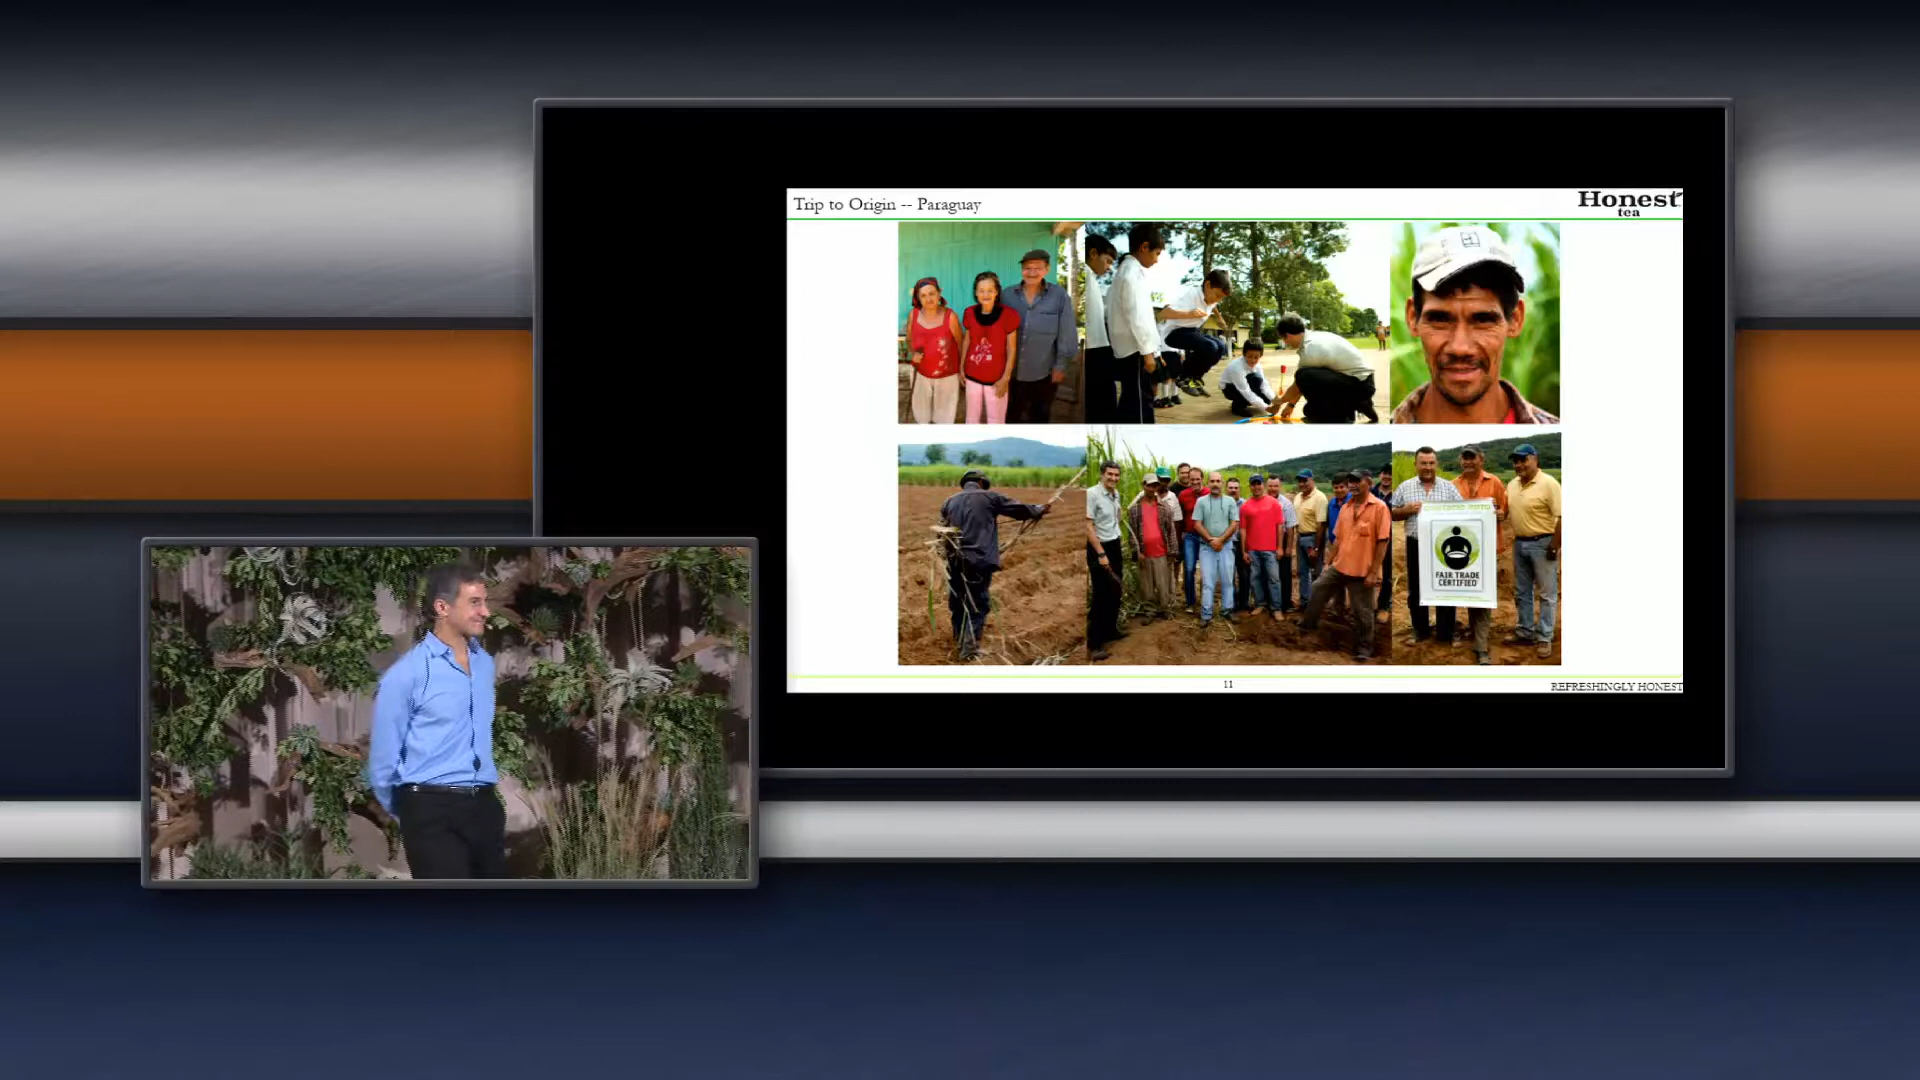 Trip to Origin -- Paraguay
Honest
tea
FAIR TRADE
CERTIFIED
11
REFRESHINGLY HONEST